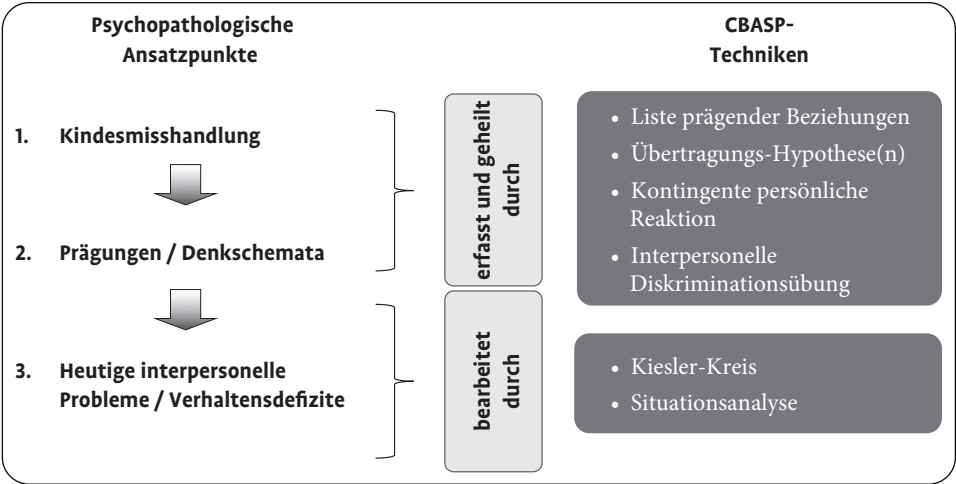 Psychopathologische
Ansatzpunkte
1. Kindesmisshandlung
2. Prägungen / Denkschemata
3. Heutige interpersonelle
Probleme / Verhaltensdefizite
erfasst und geheilt
durch
bearbeitet
durch
CBASP-
Techniken
• Liste prägender Beziehungen
• Übertragungs-Hypothese(n)
• Kontingente persönliche
Reaktion
• Interpersonelle
Diskriminationsübung
• Kiesler-Kreis
• Situationsanalyse